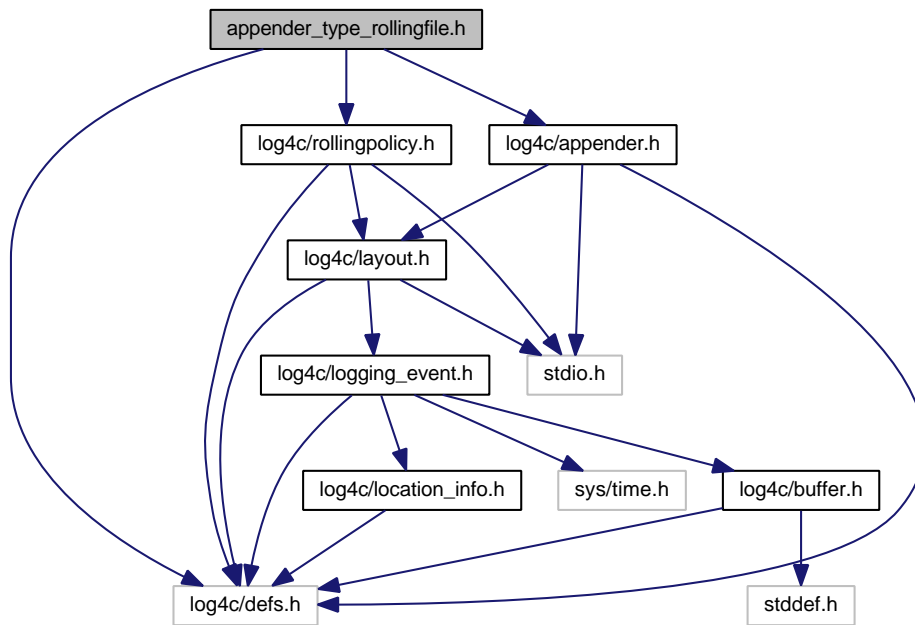 appender_type_rollingfile.h
log4c/rollingpolicy.h
log4c/appender.h
log4c/layout.h
log4c/logging_event.h
stdio.h
log4c/location_info.h
sys/time.h
log4c/buffer.h
log4c/defs.h
stddef.h